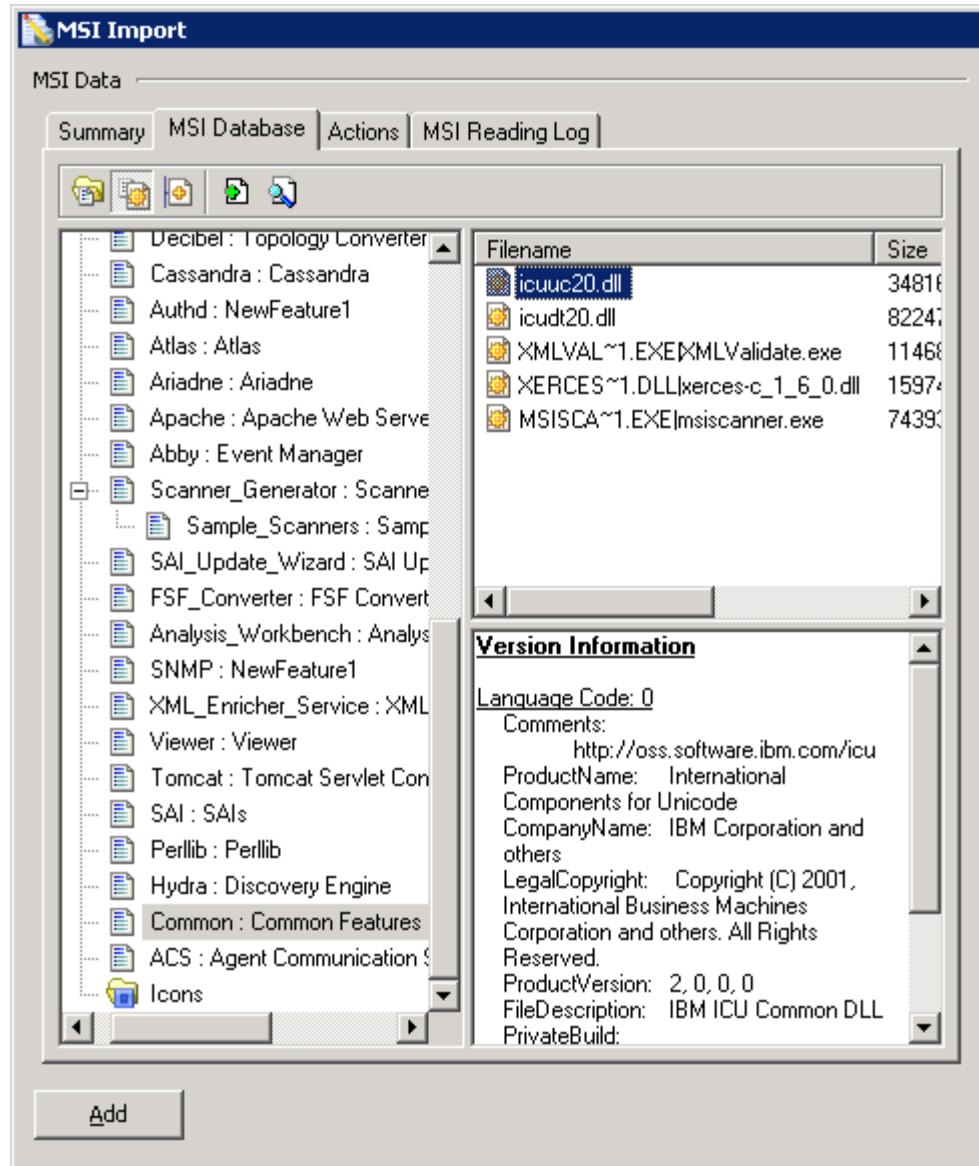 MSI Import
MSI Data
Summary
MSI Database
Actions
MSI Reading Log
Decibel : Topology Converter
Cassandra : Cassandra
Authd : NewFeature1
Atlas : Atlas
Ariadne : Ariadne
Apache : Apache Web Serve
Abby : Event Manager
Scanner_Generator : Scanne
Sample_Scanners : Samp
SAI_Update_Wizard : SAI Up
FSF_Converter : FSF Convert
Analysis_Workbench : Analys
SNMP : NewFeature1
XML_Enricher_Service : XML
Viewer : Viewer
Tomcat : Tomcat Servlet Con
SAI : SAIs
Perllib : Perllib
Hydra : Discovery Engine
Common : Common Features
ACS : Agent Communication S
Icons
Filename Size
icuuc20.dll 34816
icudt20.dll 82247
XMLVAL~1.EXE|XMLValidate.exe 11468
XERCES~1.DLL|xerces-c_1_6_0.dll 15974
MSISCA~1.EXE|msiscanner.exe 74393
Version Information
Language Code: 0
Comments:
http://oss.software.ibm.com/icu
ProductName: International
Components for Unicode
CompanyName: IBM Corporation and
others
LegalCopyright: Copyright (C) 2001,
International Business Machines
Corporation and others. All Rights
Reserved.
ProductVersion: 2, 0, 0, 0
FileDescription: IBM ICU Common DLL
PrivateBuild:
Add